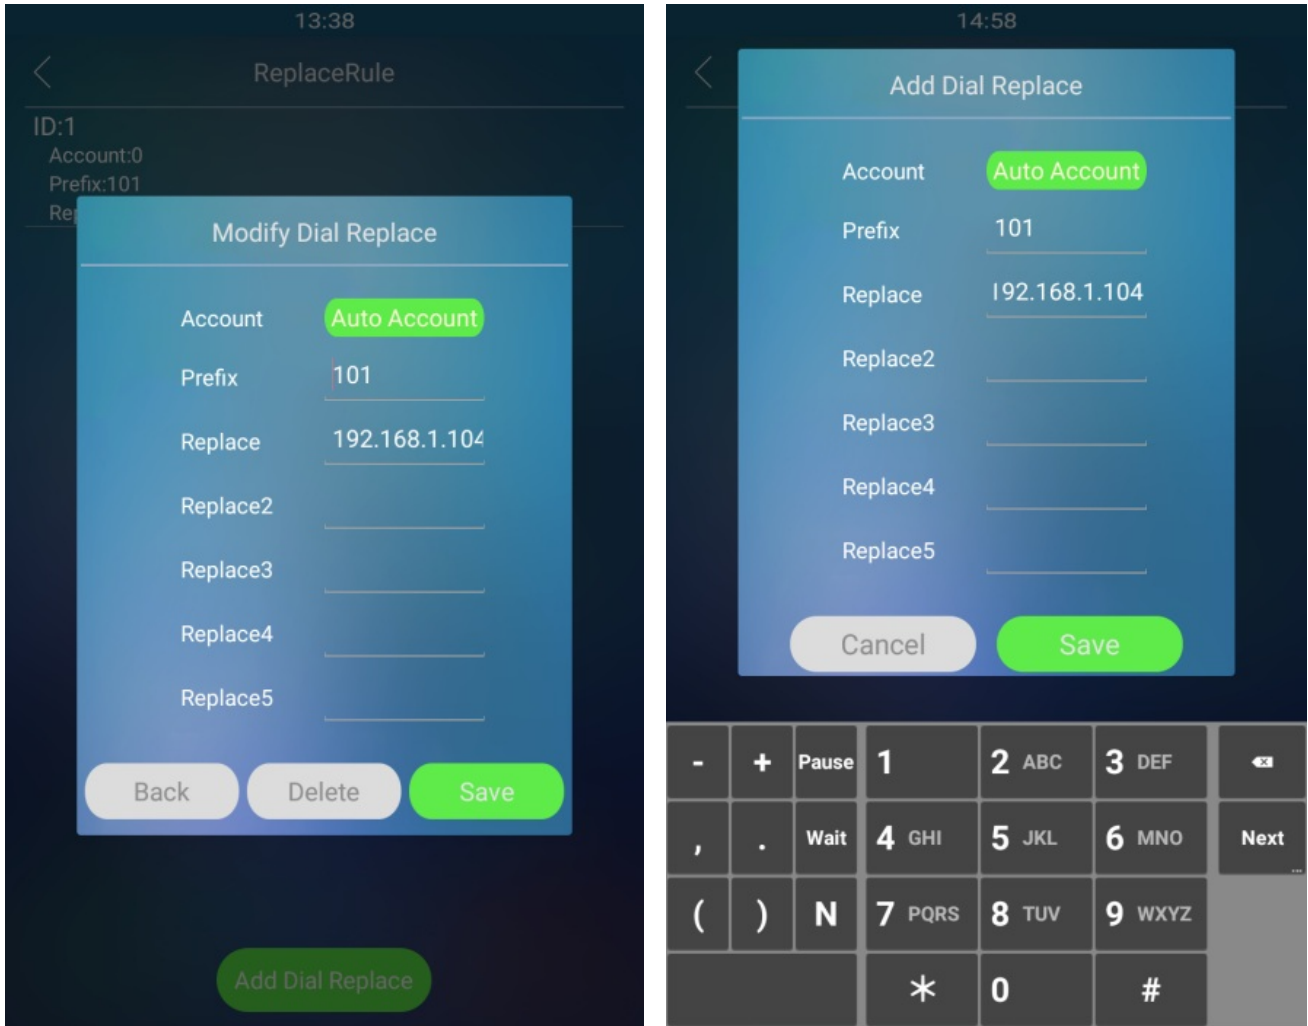 13:38
ReplaceRule
ID:1
Account:0
Prefix:101
Rep
Modify Dial Replace
Account Auto Account
Prefix 101
Replace 192.168.1.104
Replace2
Replace3
Replace4
Replace5
Back Delete Save
Add Dial Replace
14:58
Add Dial Replace
Account Auto Account
Prefix 101
Replace 192.168.1.104
Replace2
Replace3
Replace4
Replace5
Cancel Save
- + Pause 1 2 ABC 3 DEF
, . Wait 4 GHI 5 JKL 6 MNO Next
( ) N 7 PQRS 8 TUV 9 WXYZ
* 0 #